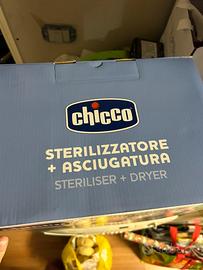 chicco
STERILIZZATORE
+ ASCIUGATURA
STERILISER + DRYER